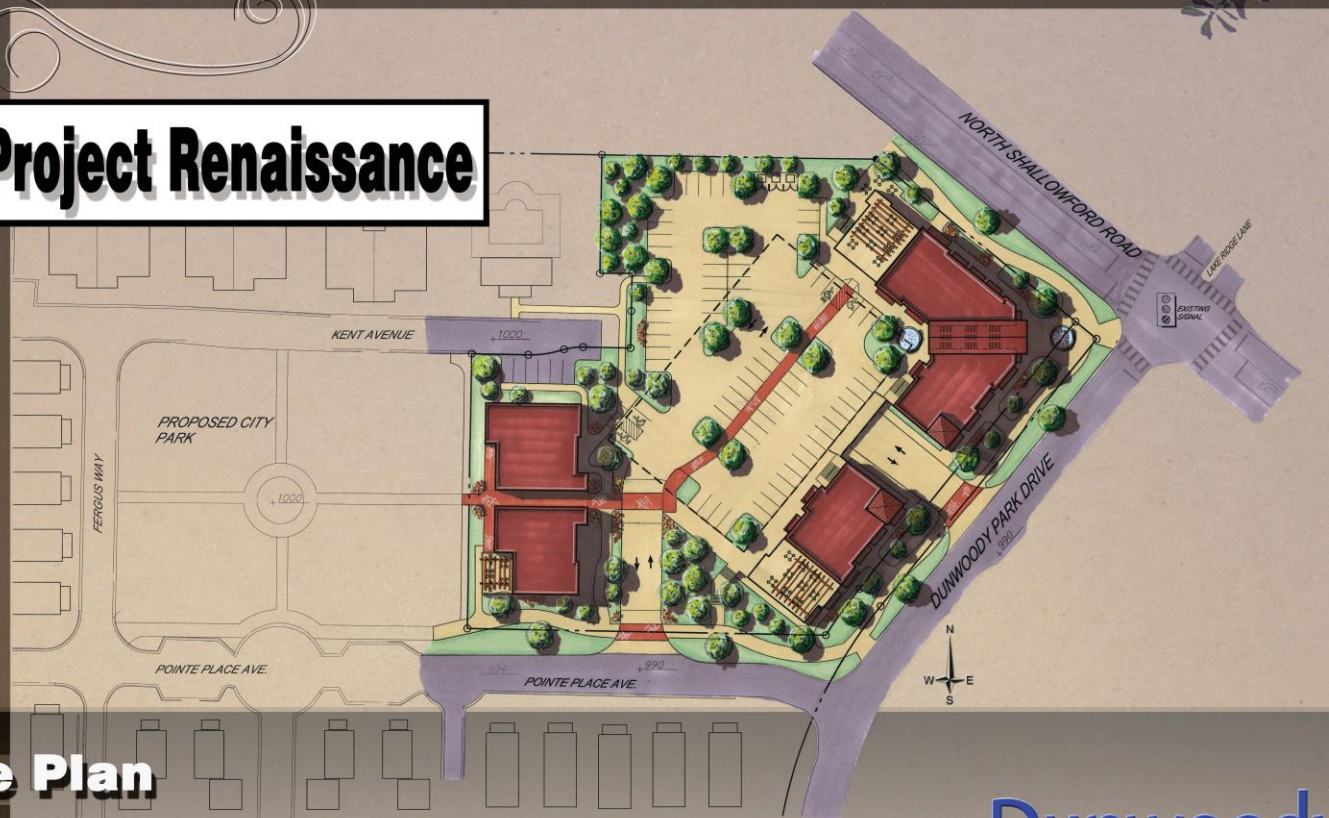 Project Renaissance
NORTH SHALLOWFORD ROAD
LAKE RIDGE LANE
EXISTING
SIGNAL
KENT AVENUE
1000
PROPOSED CITY
PARK
1000
FERGUS WAY
DUNWOODY PARK DRIVE
990
N
W E
S
POINTE PLACE AVE.
994
990
POINTE PLACE AVE.
Plan